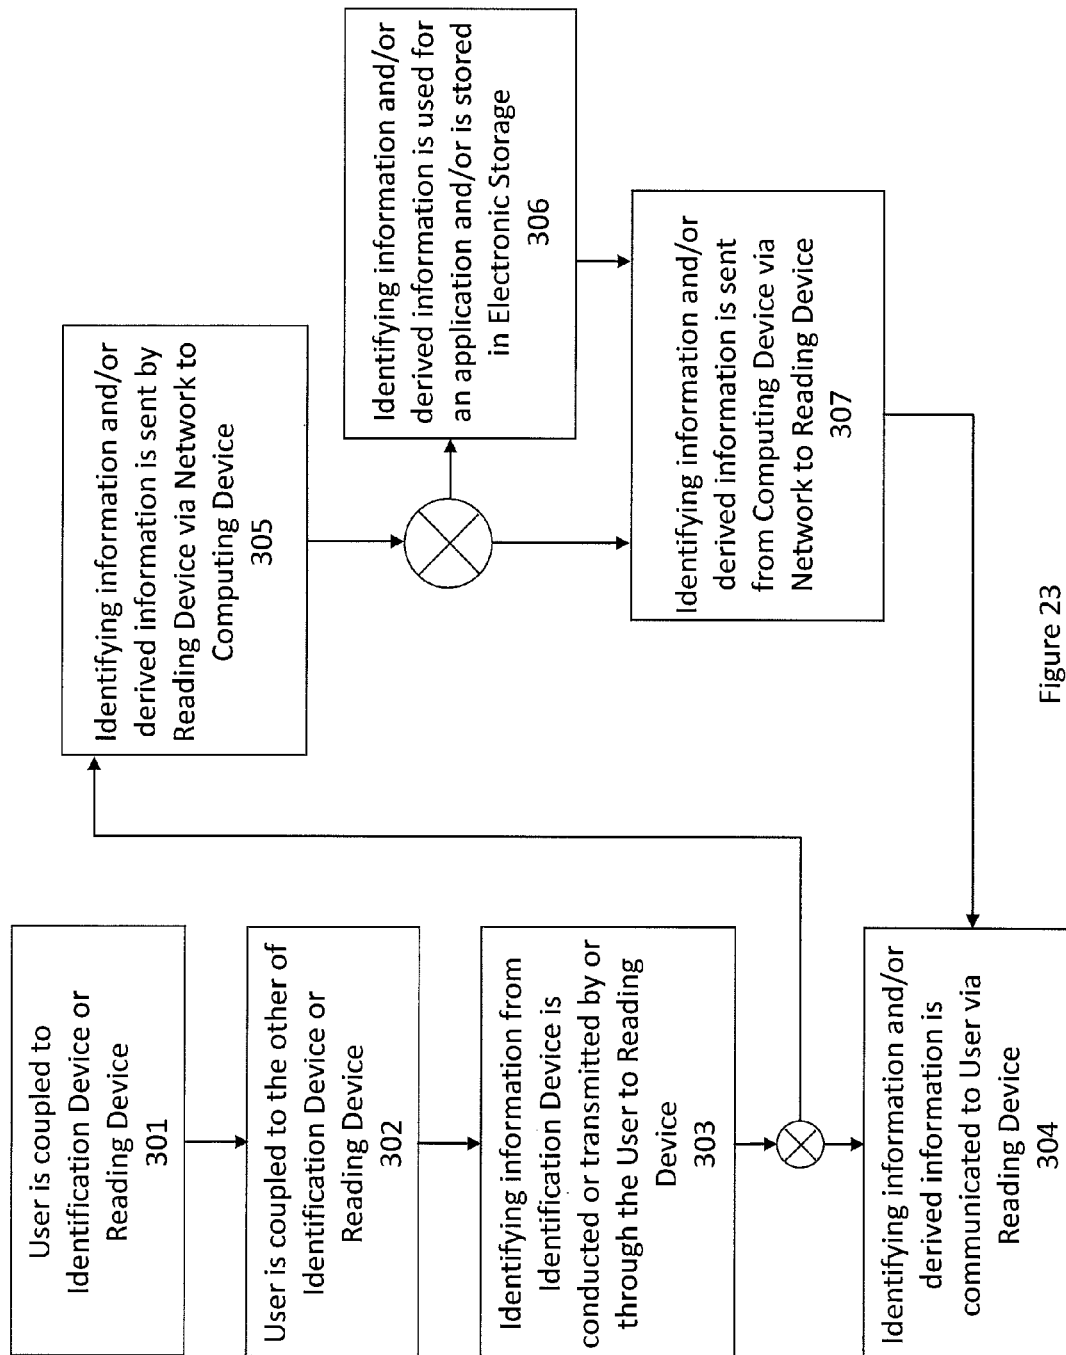 User is coupled to
Identification Device or
Reading Device
301
User is coupled to the other of
Identification Device or
Reading Device
302
Identifying information from
Identification Device is
conducted or transmitted by or
through the User to Reading
Device
303
Identifying information and/or
derived information is
communicated to User via
Reading Device
304
Identifying information and/or
derived information is sent by
Reading Device via Network to
Computing Device
305
Identifying information and/or
derived information is used for
an application and/or is stored
in Electronic Storage
306
Identifying information and/or
derived information is sent
from Computing Device via
Network to Reading Device
307
Figure 23